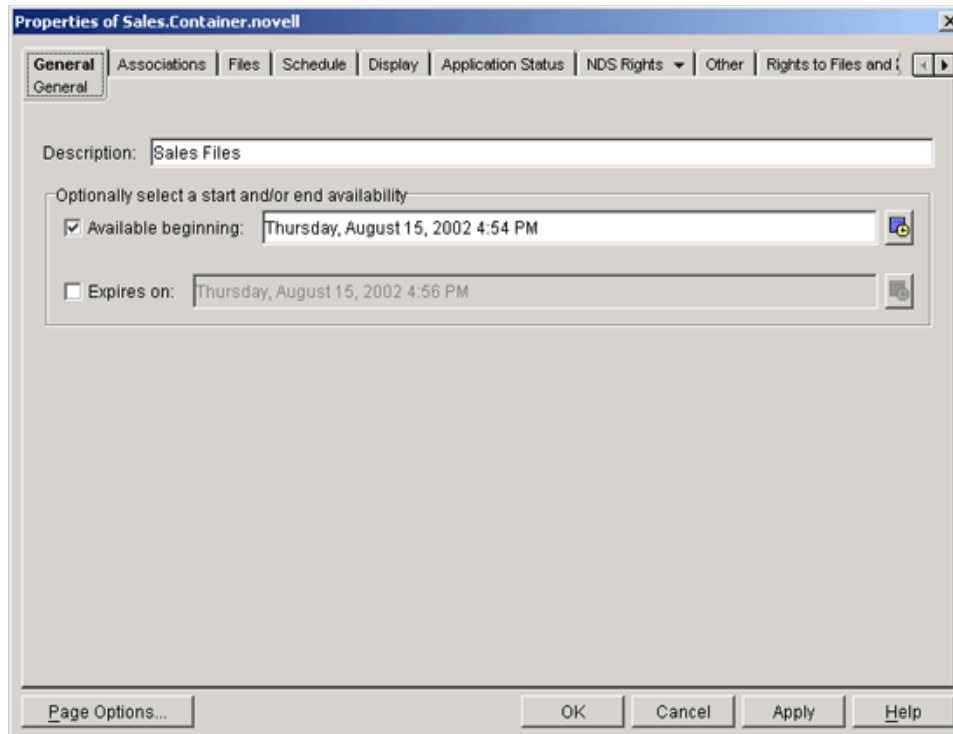 Properties of Sales.Container.novell
General Associations Files Schedule Display Application Status NDS Rights Other Rights to Files and
General
Description: Sales Files
Optionally select a start and/or end availability
Available beginning: Thursday, August 15, 2002 4:54 PM
Expires on: Thursday, August 15, 2002 4:56 PM
Page Options... OK Cancel Apply Help